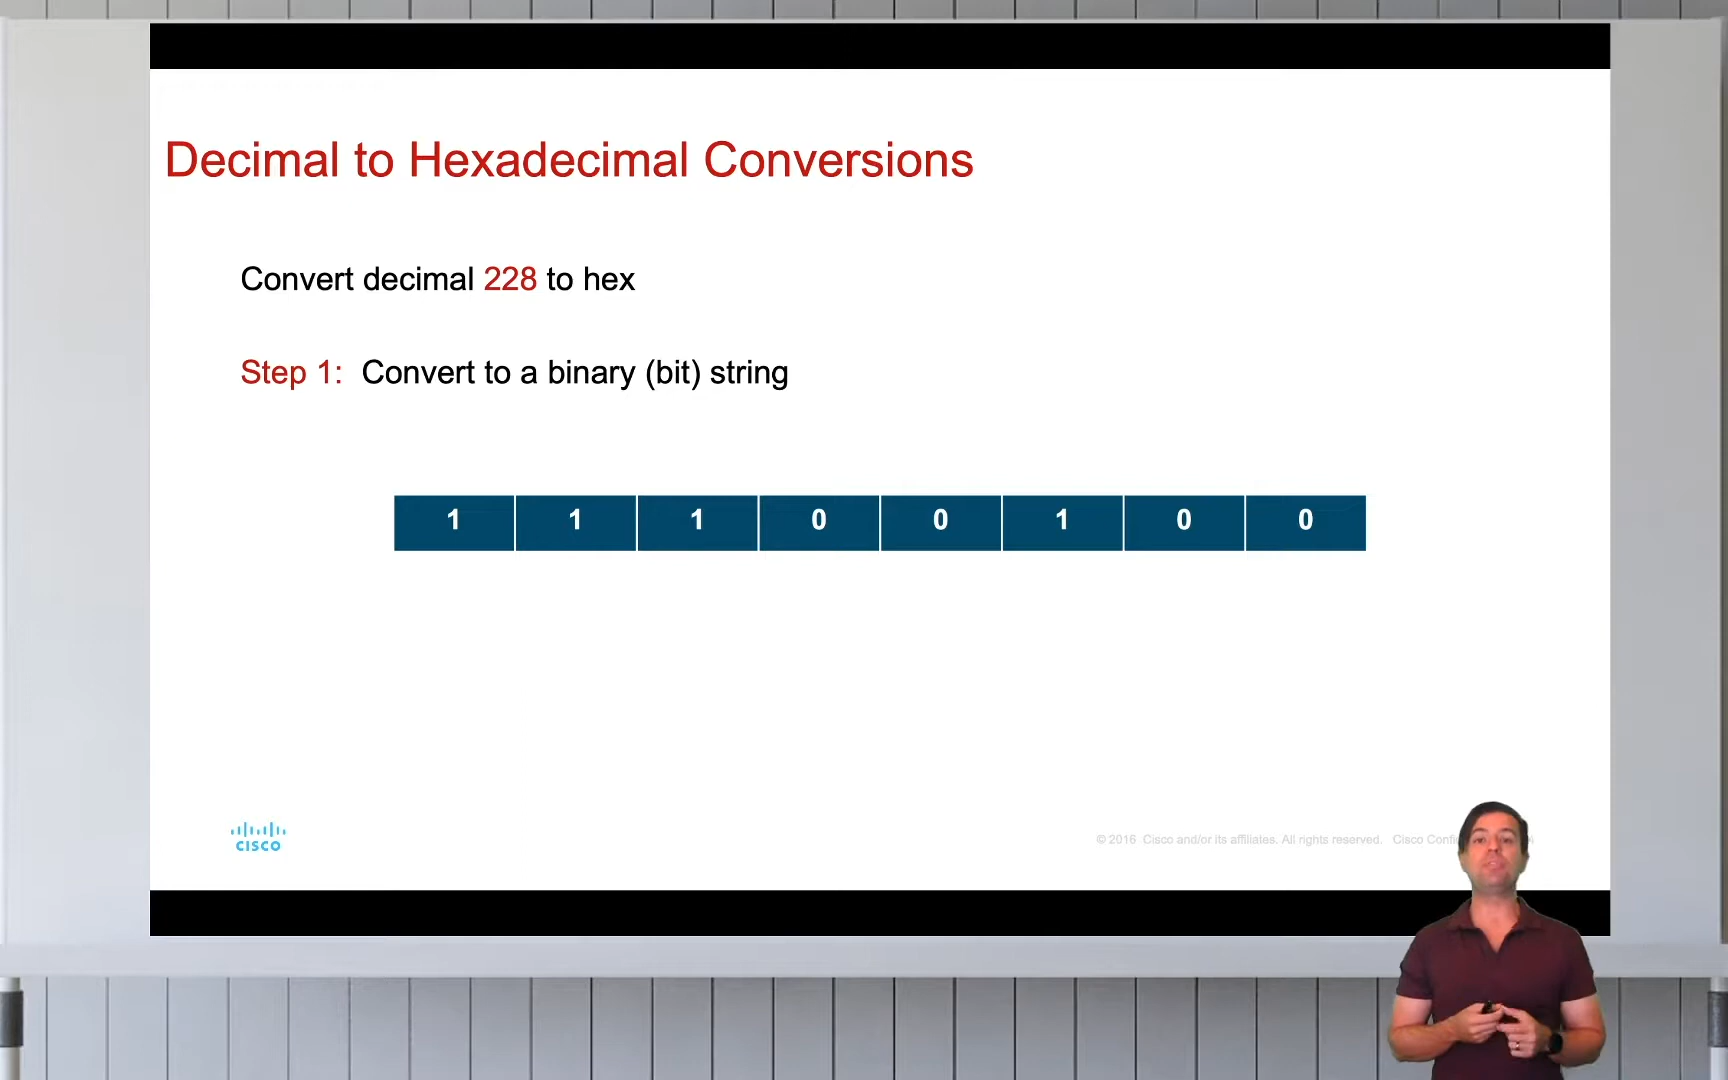 Decimal to Hexadecimal Conversions
Convert decimal 228 to hex
Step 1: Convert to a binary (bit) string
1 1 1 0 0 1 0 0
CISCO
© 2016 Cisco and/or its affiliates. All rights reserved. Cisco